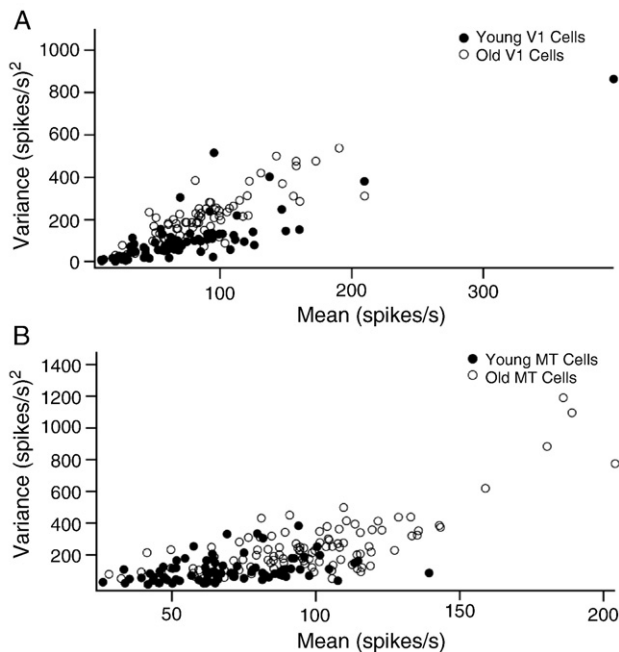 A
Young V1 Cells
Old V1 Cells
1000
800
600
400
200
0
Variance (spikes/s)²
100
200
300
Mean (spikes/s)
B
Young MT Cells
Old MT Cells
1400
1200
1000
800
600
400
200
Variance (spikes/s)²
50
100
150
200
Mean (spikes/s)